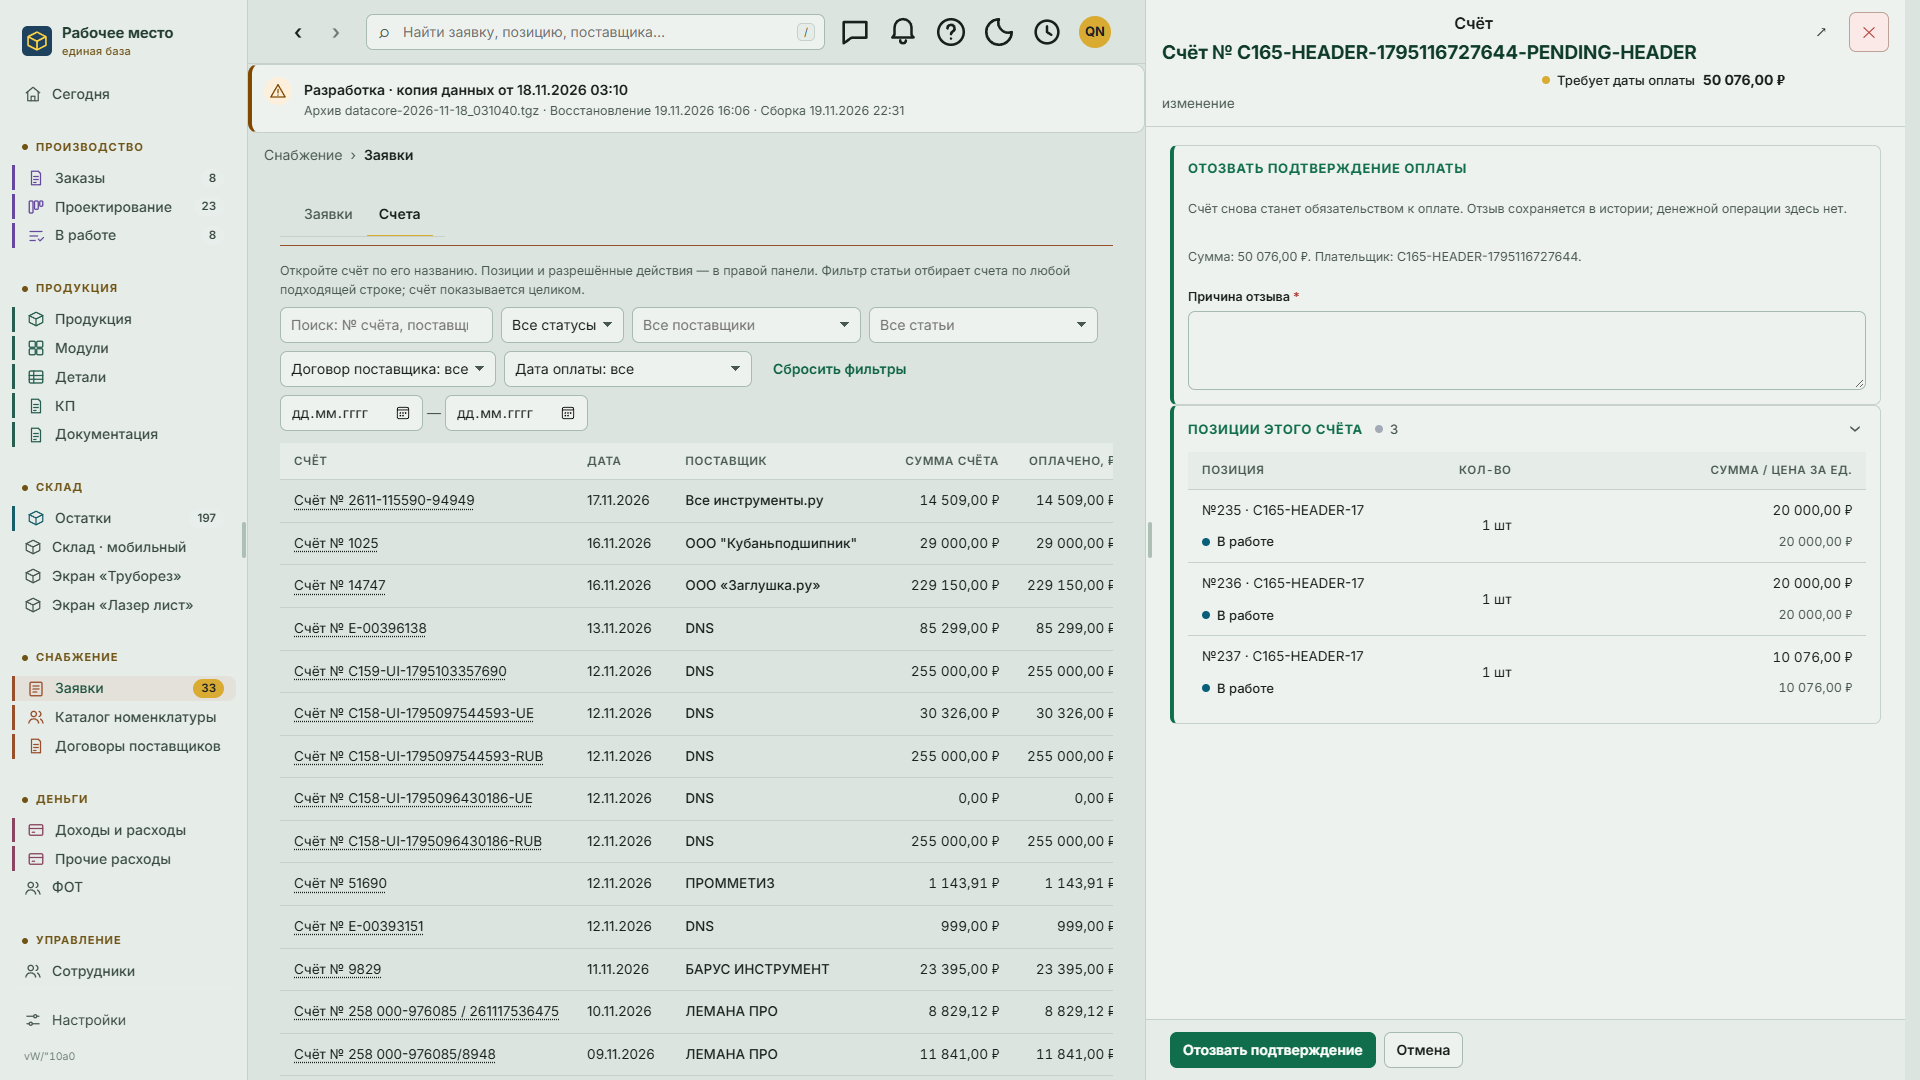 Рабочее место
единая база
Сегодня
ПРОИЗВОДСТВО
Заказы 8
Проектирование 23
В работе 8
ПРОДУКЦИЯ
Продукция
Модули
Детали
КП
Документация
СКЛАД
Остатки 197
Склад · мобильный
Экран «Труборез»
Экран «Лазер лист»
СНАБЖЕНИЕ
Заявки 33
Каталог номенклатуры
Договоры поставщиков
ДЕНЬГИ
Доходы и расходы
Прочие расходы
ФОТ
УПРАВЛЕНИЕ
Сотрудники
Настройки
vW/"10a0
Найти заявку, позицию, поставщика... /
QN
Разработка · копия данных от 18.11.2026 03:10
Архив datacore-2026-11-18_031040.tgz · Восстановление 19.11.2026 16:06 · Сборка 19.11.2026 22:31
Снабжение › Заявки
Заявки Счета
Откройте счёт по его названию. Позиции и разрешённые действия — в правой панели. Фильтр статьи отбирает счета по любой
подходящей строке; счёт показывается целиком.
Поиск: № счёта, поставщи Все статусы Все поставщики Все статьи
Договор поставщика: все Дата оплаты: все Сбросить фильтры
дд.мм.гггг — дд.мм.гггг
СЧЁТ ДАТА ПОСТАВЩИК СУММА СЧЁТА ОПЛАЧЕНО, ₽
Счёт № 2611-115590-94949 17.11.2026 Все инструменты.ру 14 509,00 ₽ 14 509,00 ₽
Счёт № 1025 16.11.2026 ООО "Кубаньподшипник" 29 000,00 ₽ 29 000,00 ₽
Счёт № 14747 16.11.2026 ООО «Заглушка.ру» 229 150,00 ₽ 229 150,00 ₽
Счёт № Е-00396138 13.11.2026 DNS 85 299,00 ₽ 85 299,00 ₽
Счёт № C159-UI-1795103357690 12.11.2026 DNS 255 000,00 ₽ 255 000,00 ₽
Счёт № C158-UI-1795097544593-UE 12.11.2026 DNS 30 326,00 ₽ 30 326,00 ₽
Счёт № C158-UI-1795097544593-RUB 12.11.2026 DNS 255 000,00 ₽ 255 000,00 ₽
Счёт № C158-UI-1795096430186-UE 12.11.2026 DNS 0,00 ₽ 0,00 ₽
Счёт № C158-UI-1795096430186-RUB 12.11.2026 DNS 255 000,00 ₽ 255 000,00 ₽
Счёт № 51690 12.11.2026 ПРОММЕТИЗ 1 143,91 ₽ 1 143,91 ₽
Счёт № Е-00393151 12.11.2026 DNS 999,00 ₽ 999,00 ₽
Счёт № 9829 11.11.2026 БАРУС ИНСТРУМЕНТ 23 395,00 ₽ 23 395,00 ₽
Счёт № 258 000-976085 / 261117536475 10.11.2026 ЛЕМАНА ПРО 8 829,12 ₽ 8 829,12 ₽
Счёт № 258 000-976085/8948 09.11.2026 ЛЕМАНА ПРО 11 841,00 ₽ 11 841,00 ₽
Счёт
Счёт № C165-HEADER-1795116727644-PENDING-HEADER
Требует даты оплаты 50 076,00 ₽
изменение
ОТОЗВАТЬ ПОДТВЕРЖДЕНИЕ ОПЛАТЫ
Счёт снова станет обязательством к оплате. Отзыв сохраняется в истории; денежной операции здесь нет.
Сумма: 50 076,00 ₽. Плательщик: C165-HEADER-1795116727644.
Причина отзыва *
ПОЗИЦИИ ЭТОГО СЧЁТА 3
ПОЗИЦИЯ КОЛ-ВО СУММА / ЦЕНА ЗА ЕД.
№235 · C165-HEADER-17 1 шт 20 000,00 ₽
В работе 20 000,00 ₽
№236 · C165-HEADER-17 1 шт 20 000,00 ₽
В работе 20 000,00 ₽
№237 · C165-HEADER-17 1 шт 10 076,00 ₽
В работе 10 076,00 ₽
Отозвать подтверждение Отмена